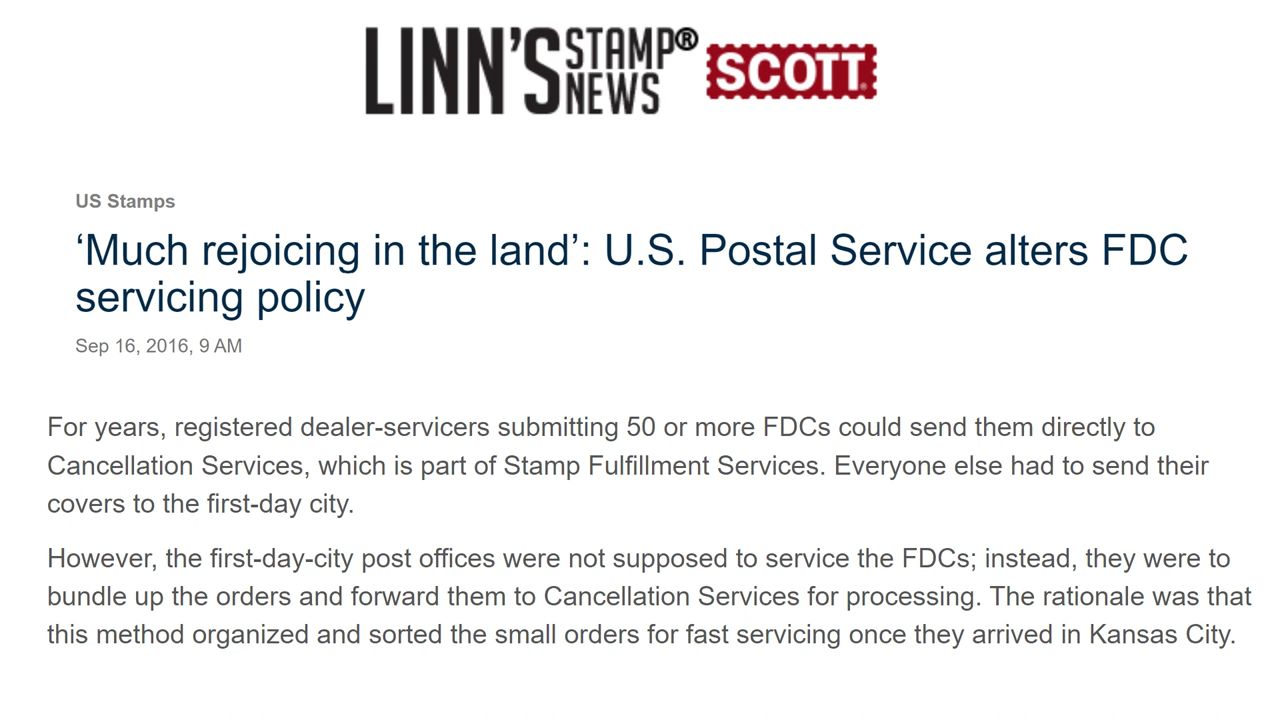 LINN'S STAMP® NEWS SCOTT®
US Stamps
‘Much rejoicing in the land’: U.S. Postal Service alters FDC
servicing policy
Sep 16, 2016, 9 AM
For years, registered dealer-servicers submitting 50 or more FDCs could send them directly to
Cancellation Services, which is part of Stamp Fulfillment Services. Everyone else had to send their
covers to the first-day city.
However, the first-day-city post offices were not supposed to service the FDCs; instead, they were to
bundle up the orders and forward them to Cancellation Services for processing. The rationale was that
this method organized and sorted the small orders for fast servicing once they arrived in Kansas City.